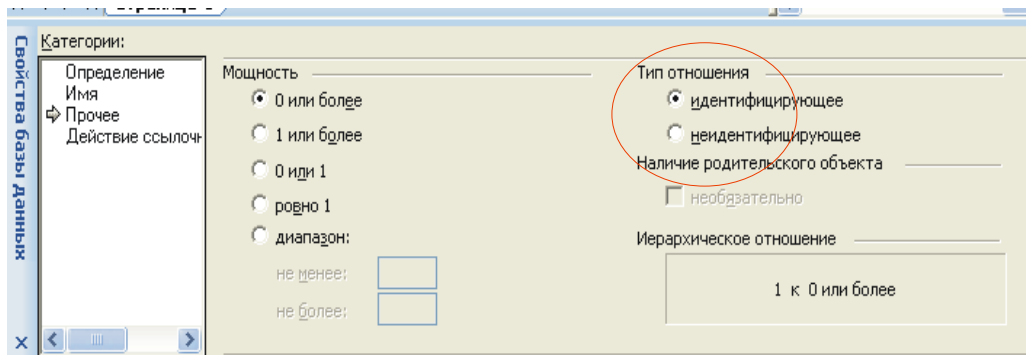 Категории:
Определение
Имя
Прочее
Действие ссылочн
Мощность
0 или более
1 или более
0 или 1
ровно 1
диапазон:
не менее:
не более:
Тип отношения
идентифицирующее
неидентифицирующее
Наличие родительского объекта
необязательно
Иерархическое отношение
1 к 0 или более
Свойства базы данных